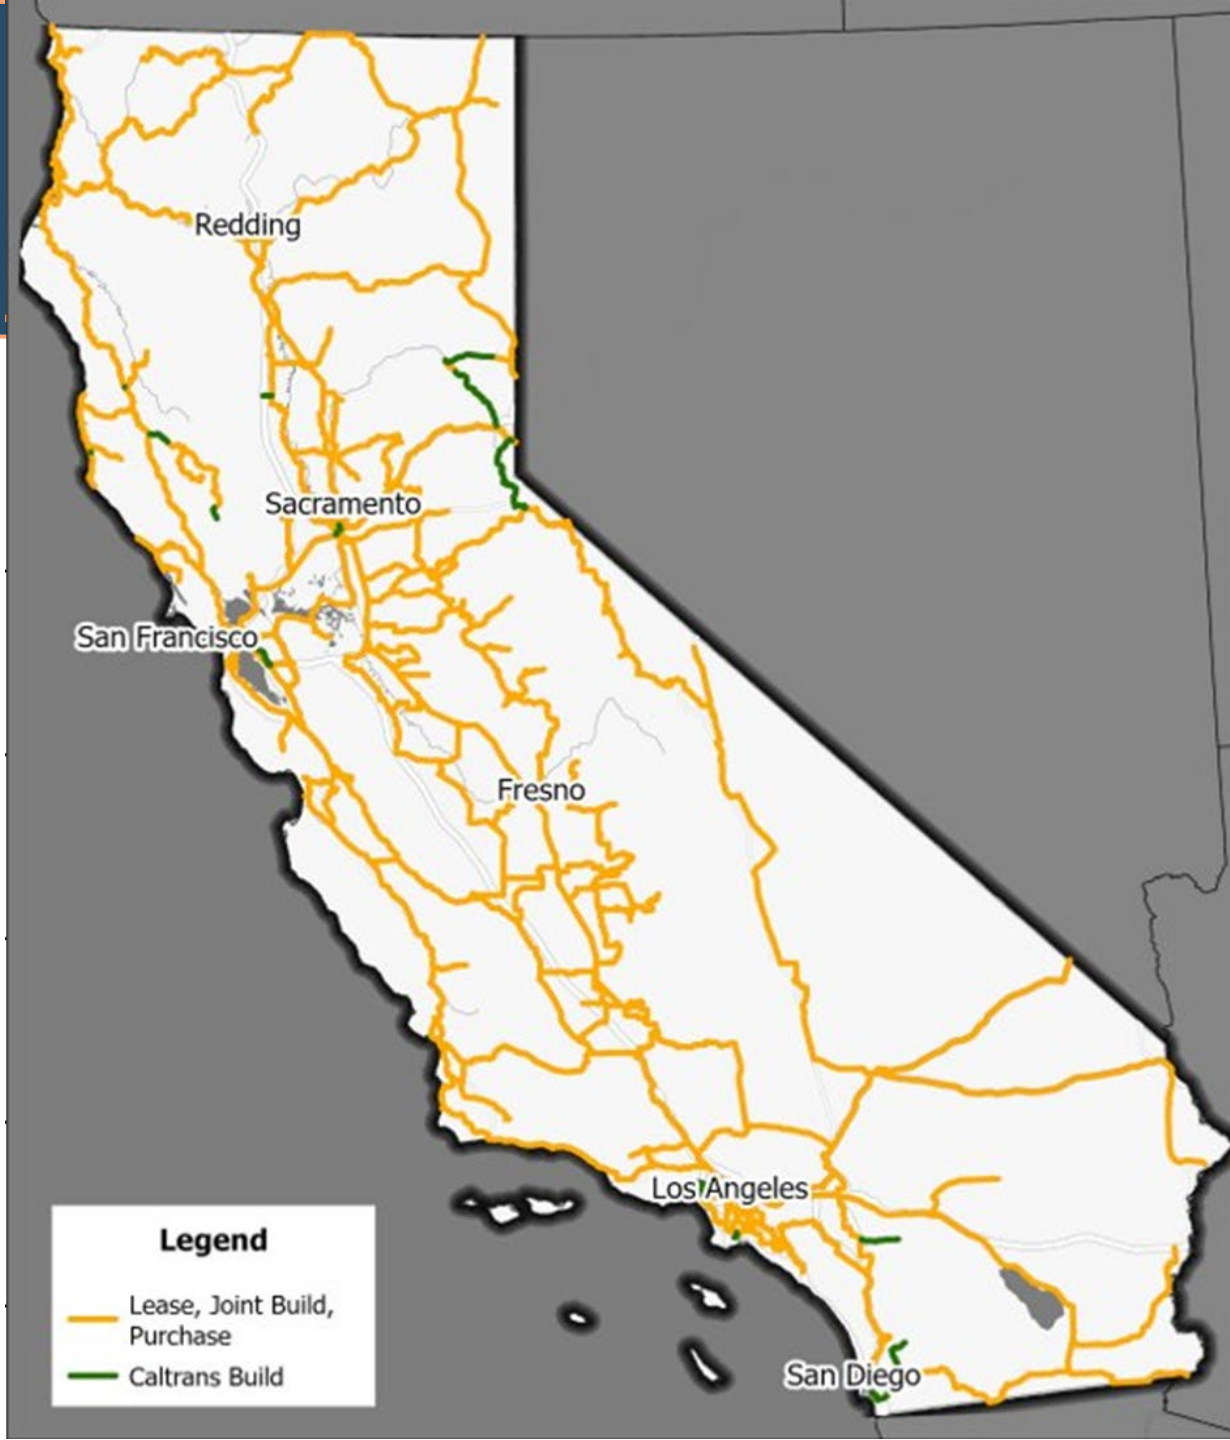 Redding
Sacramento
San Francisco
Fresno
Los Angeles
San Diego
Legend
Lease, Joint Build,
Purchase
Caltrans Build